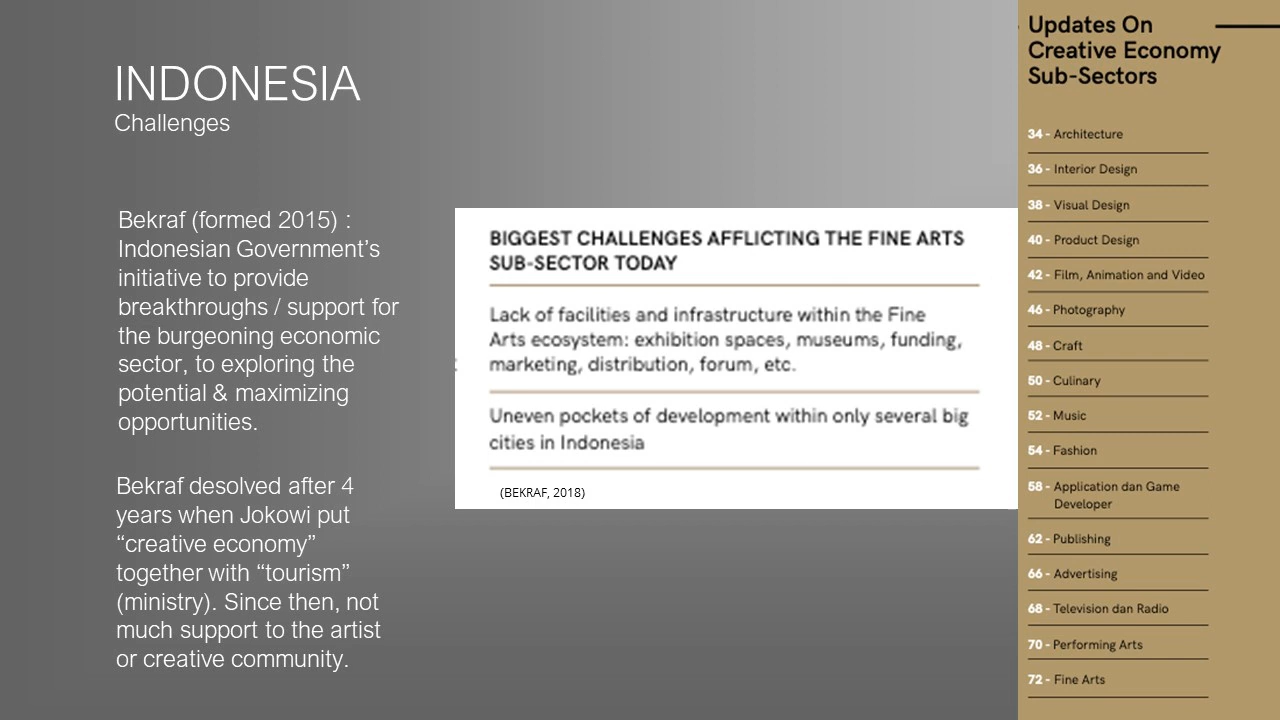 INDONESIA
Challenges
Bekraf (formed 2015) :
Indonesian Government’s
initiative to provide
breakthroughs / support for
the burgeoning economic
sector, to exploring the
potential & maximizing
opportunities.
Bekraf desolved after 4
years when Jokowi put
“creative economy”
together with “tourism”
(ministry). Since then, not
much support to the artist
or creative community.
BIGGEST CHALLENGES AFFLICTING THE FINE ARTS
SUB-SECTOR TODAY
Lack of facilities and infrastructure within the Fine
Arts ecosystem: exhibition spaces, museums, funding,
marketing, distribution, forum, etc.
Uneven pockets of development within only several big
cities in Indonesia
(BEKRAF, 2018)
Updates On
Creative Economy
Sub-Sectors
34 - Architecture
36 - Interior Design
38 - Visual Design
40 - Product Design
42 - Film, Animation and Video
46 - Photography
48 - Craft
50 - Culinary
52 - Music
54 - Fashion
58 - Application dan Game
Developer
62 - Publishing
66 - Advertising
68 - Television dan Radio
70 - Performing Arts
72 - Fine Arts